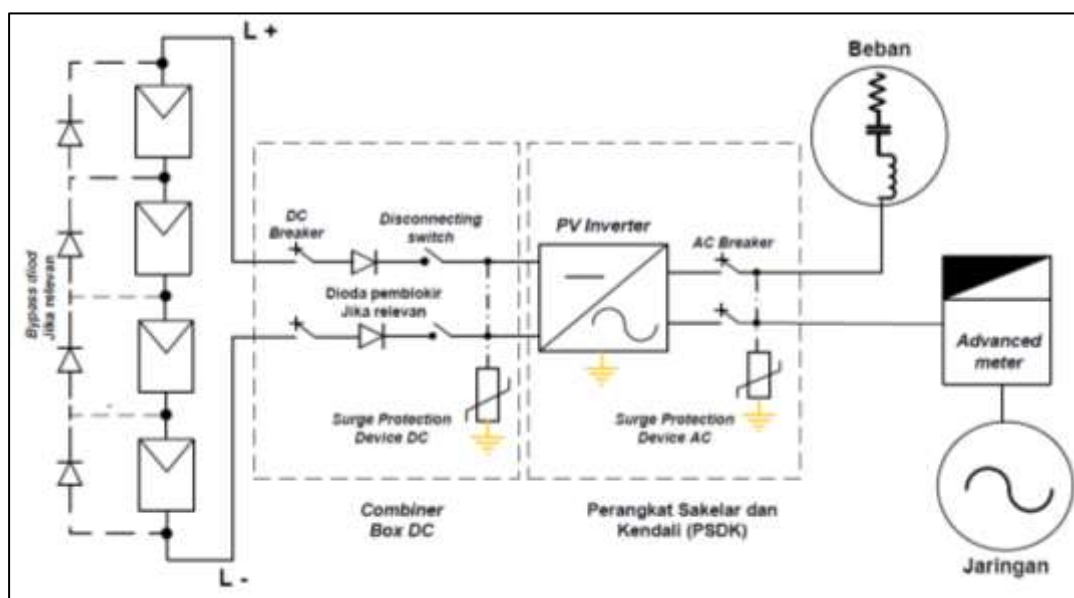 L +
Beban
DC
Breaker
Disconnecting
switch
PV Inverter
AC Breaker
Bypass diod
Jika relevan
Dioda pemblokir
Jika relevan
Advanced
meter
Surge Protection
Device DC
Surge Protection
Device AC
Combiner
Box DC
Perangkat Sakelar dan
Kendali (PSDK)
L -
Jaringan